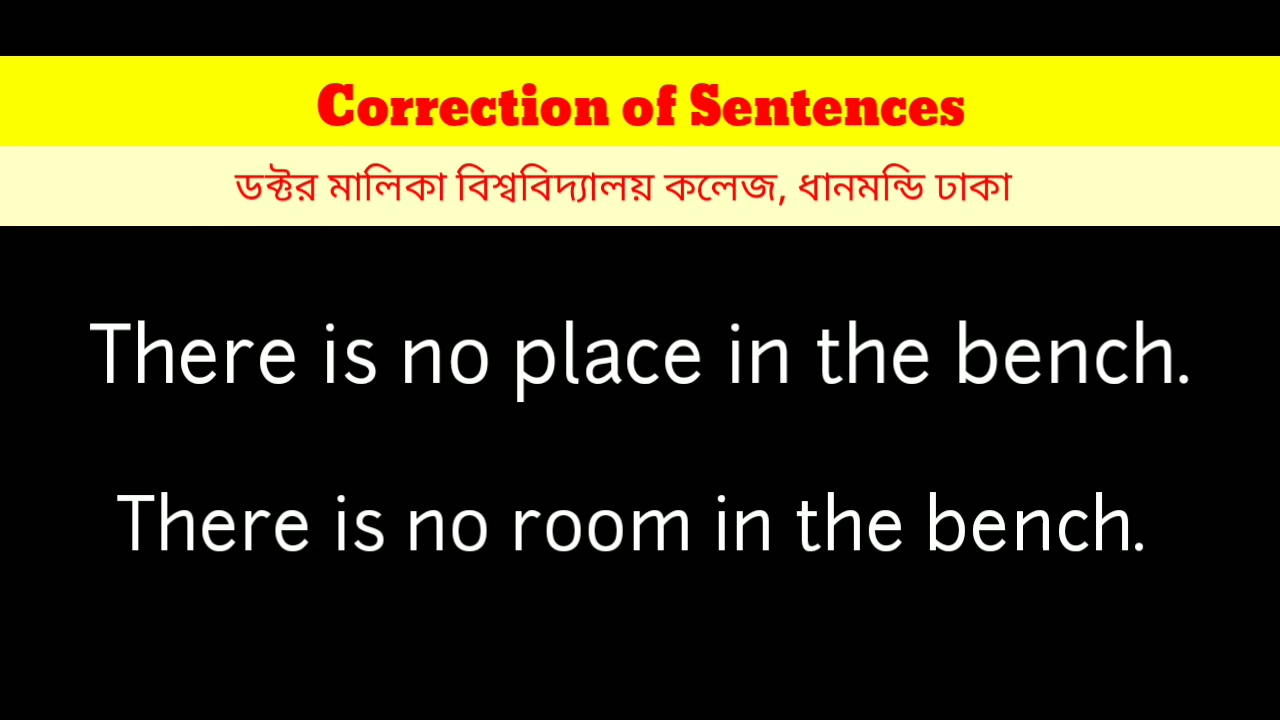 Correction of Sentences
ডক্টর মালিকা বিশ্ববিদ্যালয় কলেজ, ধানমন্ডি ঢাকা
There is no place in the bench.
There is no room in the bench.